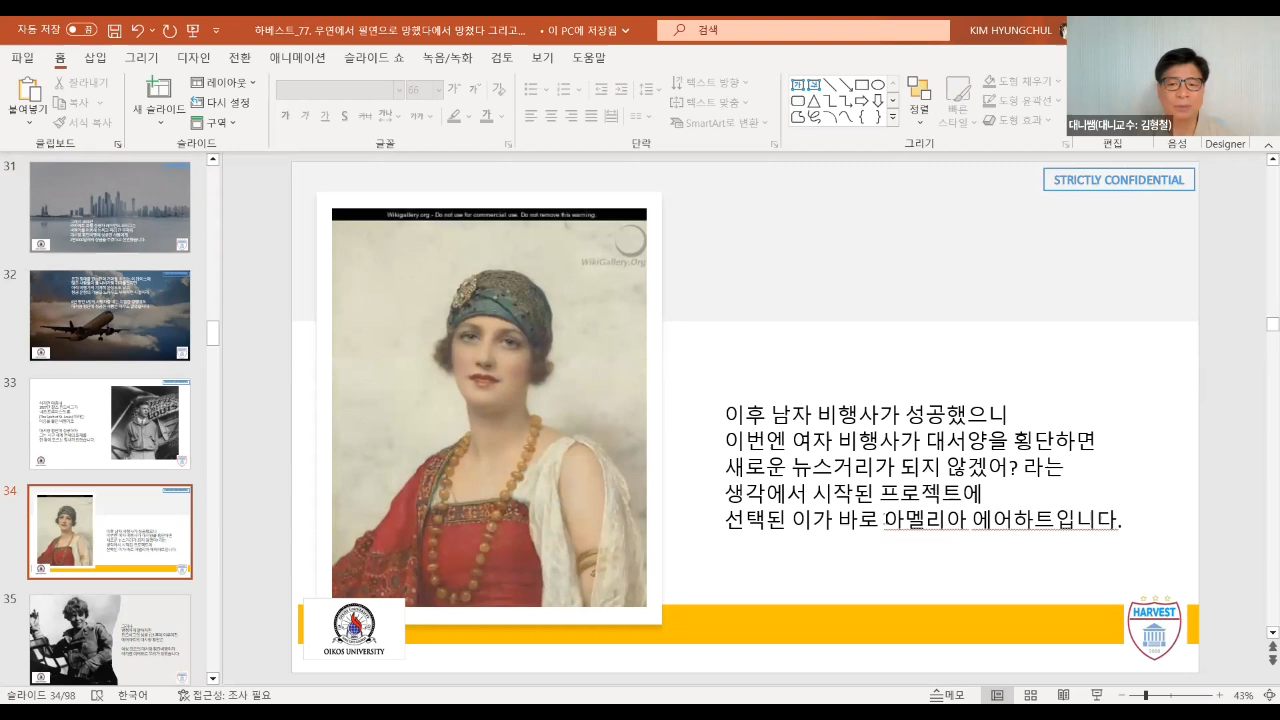 자동 저장
하베스트_77. 우연에서 필연으로 망했다에서 망쳤다 그리고... • 이 PC에 저장됨
검색
KIM HYUNGCHUL
파일 홈 삽입 그리기 디자인 전환 애니메이션 슬라이드 쇼 녹음/녹화 검토 보기 도움말
붙여넣기
잘라내기
복사
서식 복사
클립보드
새 슬라이드
레이아웃
다시 설정
구역
슬라이드
66
글꼴
텍스트 방향
텍스트 맞춤
SmartArt로 변환
단락
정렬
빠른 스타일
도형 채우기
도형 윤곽선
도형 효과
그리기
편집
음성
Designer
대니쌤(대니교수: 김형철)
31
32
33
34
35
STRICTLY CONFIDENTIAL
Wikigallery.org - Do not use for commercial use. Do not remove this warning.
WikiGallery.Org
이후 남자 비행사가 성공했으니
이번엔 여자 비행사가 대서양을 횡단하면
새로운 뉴스거리가 되지 않겠어? 라는
생각에서 시작된 프로젝트에
선택된 이가 바로 아멜리아 에어하트입니다.
OIKOS UNIVERSITY
HARVEST
슬라이드 34/98
한국어
접근성: 조사 필요
메모
43%